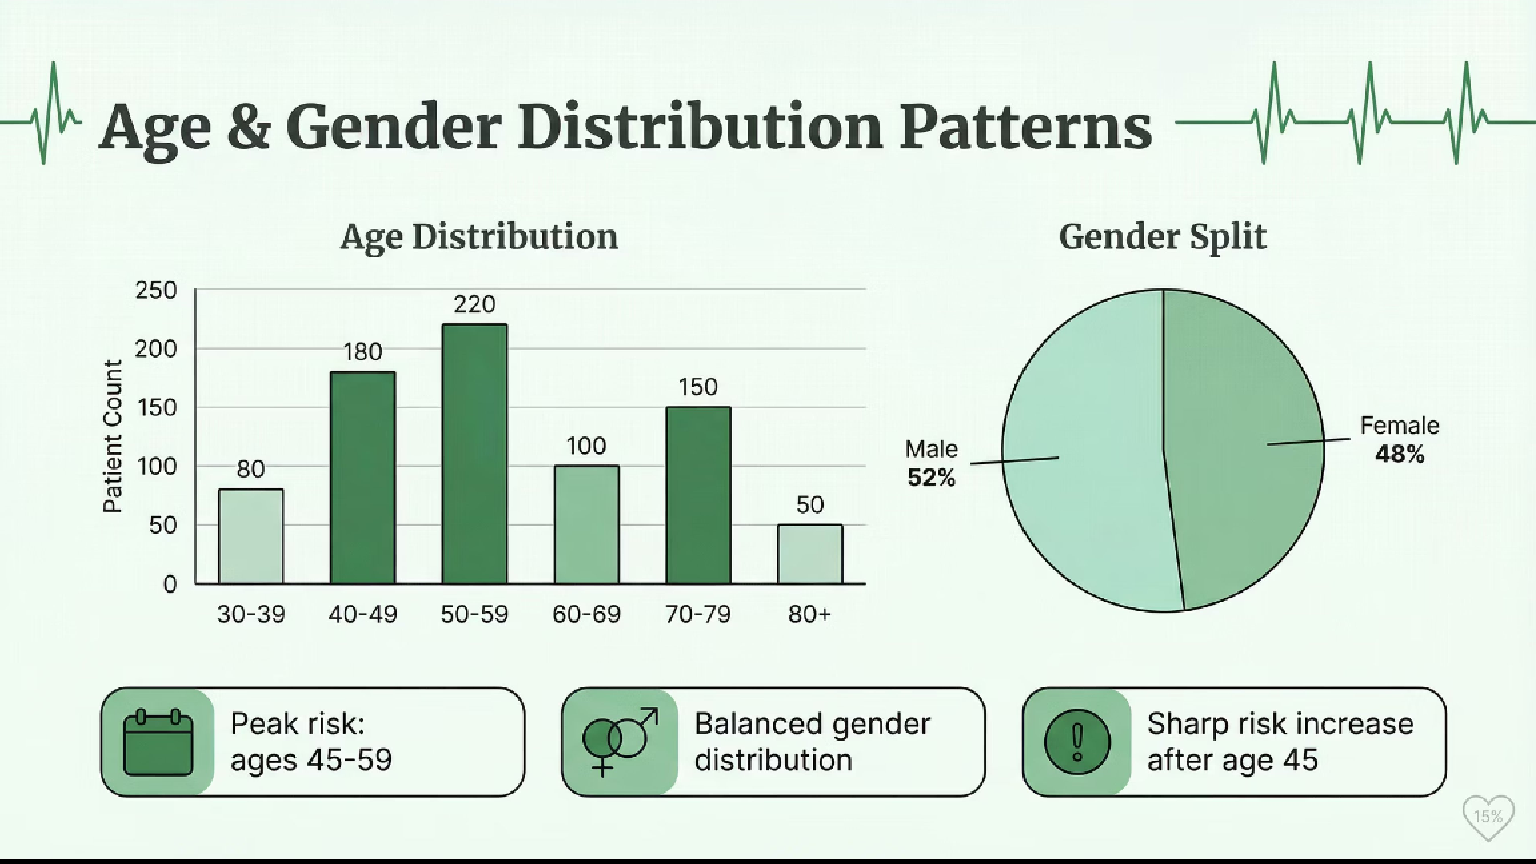 Age & Gender Distribution Patterns
Age Distribution
Patient Count
250
200
150
100
50
0
80
180
220
100
150
50
30-39
40-49
50-59
60-69
70-79
80+
Gender Split
Male
52%
Female
48%
Peak risk:
ages 45-59
Balanced gender
distribution
Sharp risk increase
after age 45
15%